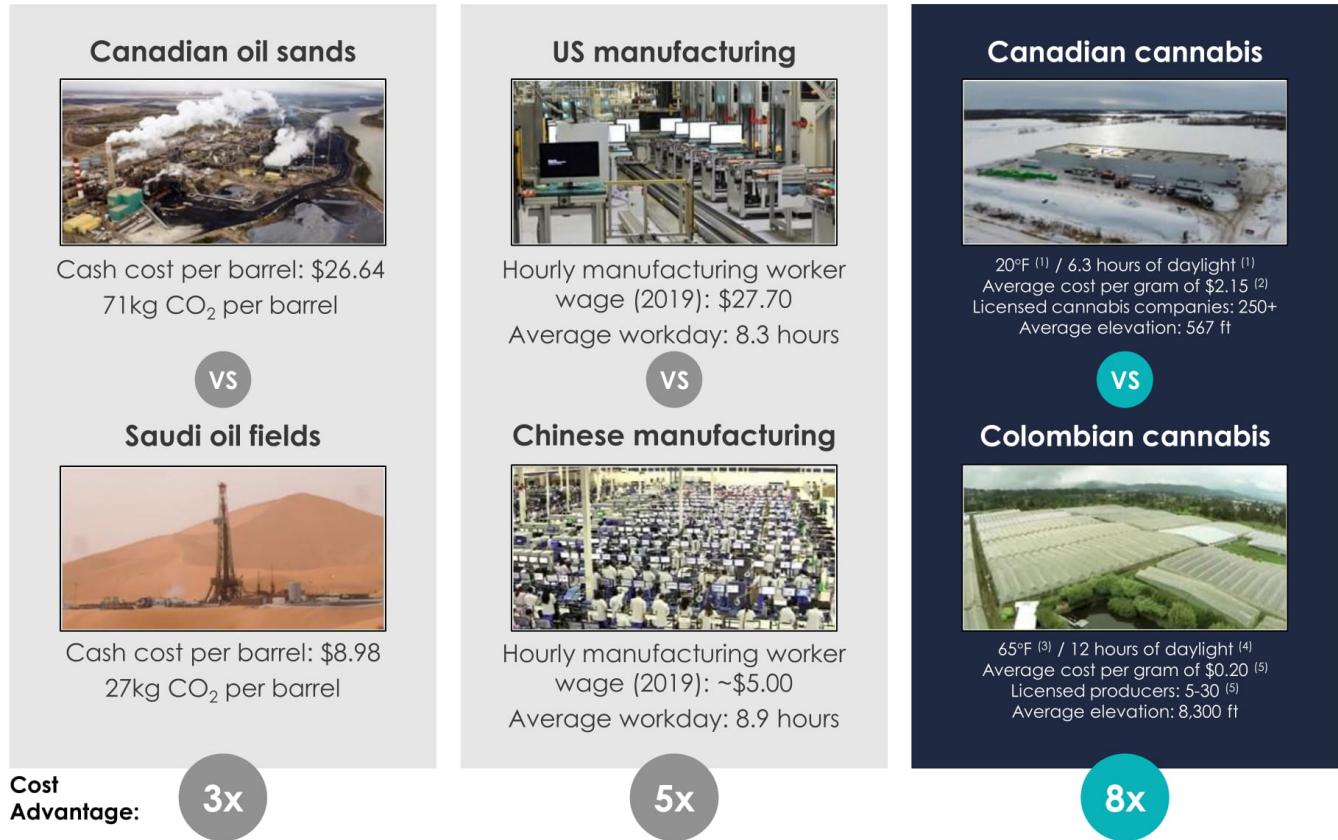 Canadian oil sands
Cash cost per barrel: $26.64
71kg CO₂ per barrel
VS
Saudi oil fields
Cash cost per barrel: $8.98
27kg CO₂ per barrel
US manufacturing
Hourly manufacturing worker
wage (2019): $27.70
Average workday: 8.3 hours
VS
Chinese manufacturing
Hourly manufacturing worker
wage (2019): ~$5.00
Average workday: 8.9 hours
Canadian cannabis
20°F (1) / 6.3 hours of daylight (1)
Average cost per gram of $2.15 (2)
Licensed cannabis companies: 250+
Average elevation: 567 ft
VS
Colombian cannabis
65°F (3) / 12 hours of daylight (4)
Average cost per gram of $0.20 (5)
Licensed producers: 5-30 (5)
Average elevation: 8,300 ft
Cost
Advantage:
3x
5x
8x